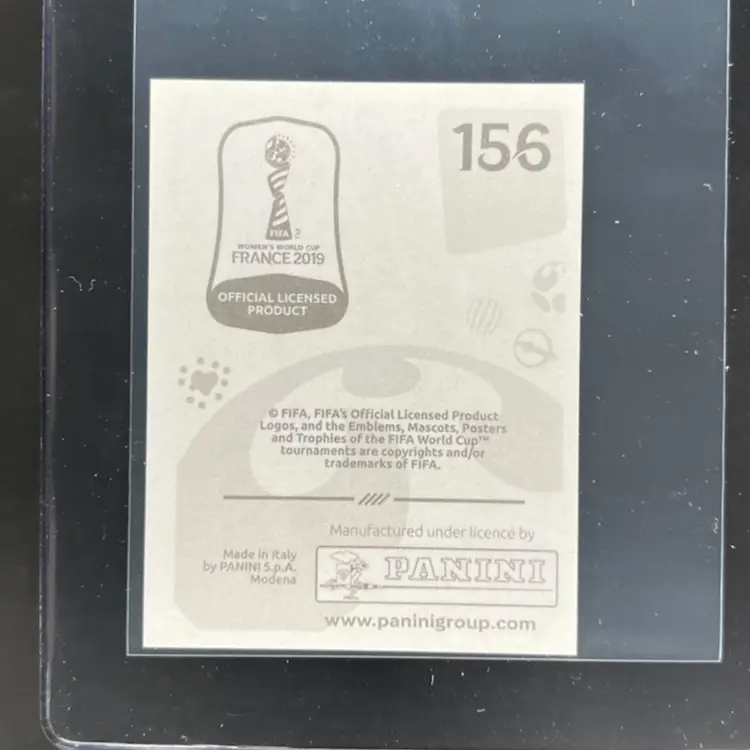 156
FIFA
TM
WOMEN'S WORLD CUP
FRANCE 2019
OFFICIAL LICENSED
PRODUCT
© FIFA, FIFA's Official Licensed Product
Logos, and the Emblems, Mascots, Posters
and Trophies of the FIFA World Cup™
tournaments are copyrights and/or
trademarks of FIFA.
Manufactured under licence by
Made in Italy
by PANINI S.p.A.
Modena
PANINI
www.paninigroup.com